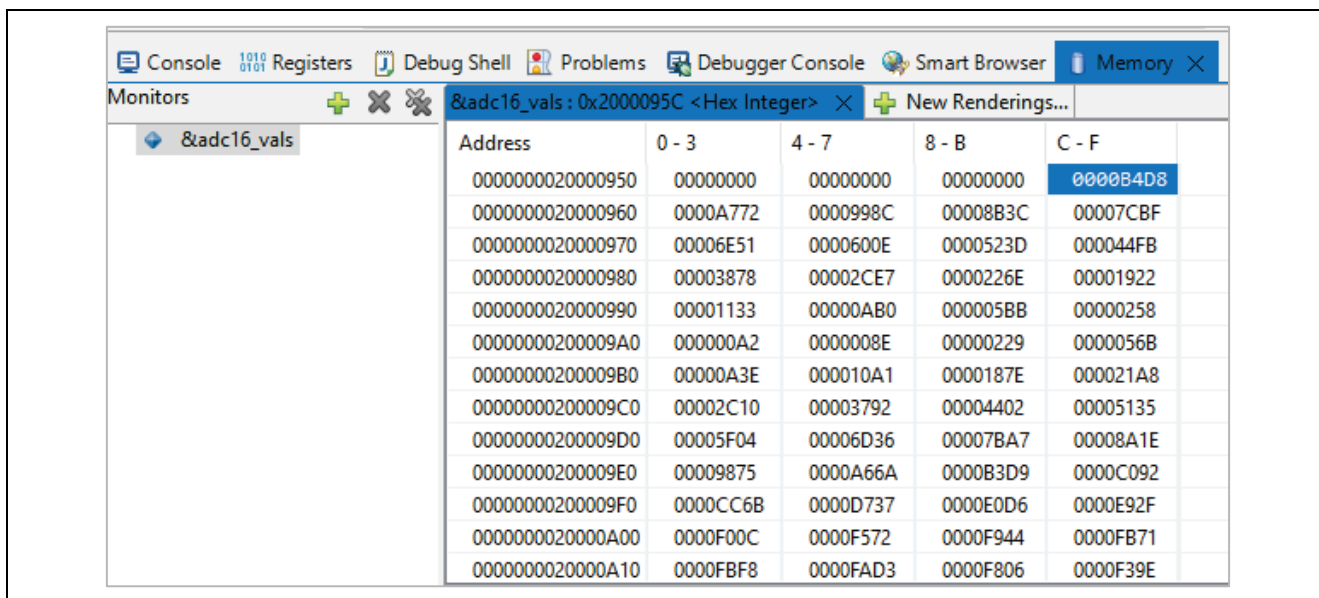 Console 1010 0101 Registers Debug Shell Problems Debugger Console Smart Browser Memory
Monitors &adc16_vals : 0x2000095C <Hex Integer> New Renderings...
&adc16_vals Address 0 - 3 4 - 7 8 - B C - F
0000000020000950 00000000 00000000 00000000 0000B4D8
0000000020000960 0000A772 0000998C 00008B3C 00007CBF
0000000020000970 00006E51 0000600E 0000523D 000044FB
0000000020000980 00003878 00002CE7 0000226E 00001922
0000000020000990 00001133 00000AB0 000005BB 00000258
00000000200009A0 000000A2 0000008E 00000229 0000056B
00000000200009B0 00000A3E 000010A1 0000187E 000021A8
00000000200009C0 00002C10 00003792 00004402 00005135
00000000200009D0 00005F04 00006D36 00007BA7 00008A1E
00000000200009E0 00009875 0000A66A 0000B3D9 0000C092
00000000200009F0 0000CC6B 0000D737 0000E0D6 0000E92F
0000000020000A00 0000F00C 0000F572 0000F944 0000FB71
0000000020000A10 0000FBF8 0000FAD3 0000F806 0000F39E